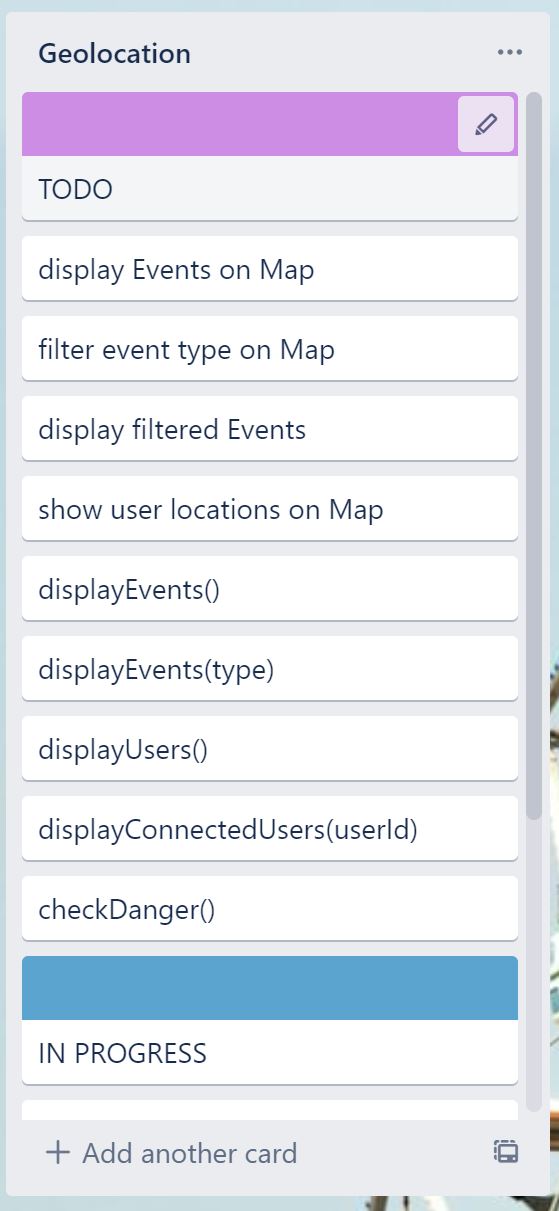 Geolocation
TODO
display Events on Map
filter event type on Map
display filtered Events
show user locations on Map
displayEvents()
displayEvents(type)
displayUsers()
displayConnectedUsers(userId)
checkDanger()
IN PROGRESS
Add another card